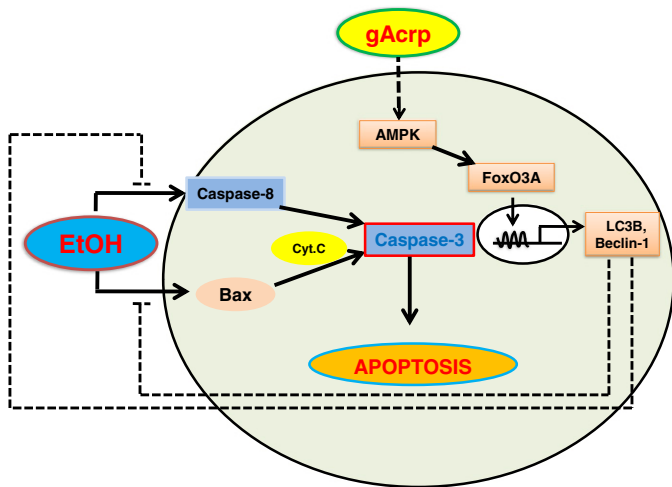 gAcrp
AMPK
FoxO3A
Caspase-8
LC3B,
Beclin-1
EtOH
Cyt.C
Caspase-3
Bax
APOPTOSIS